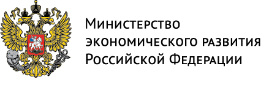 Министерство
экономического развития
Российской Федерации